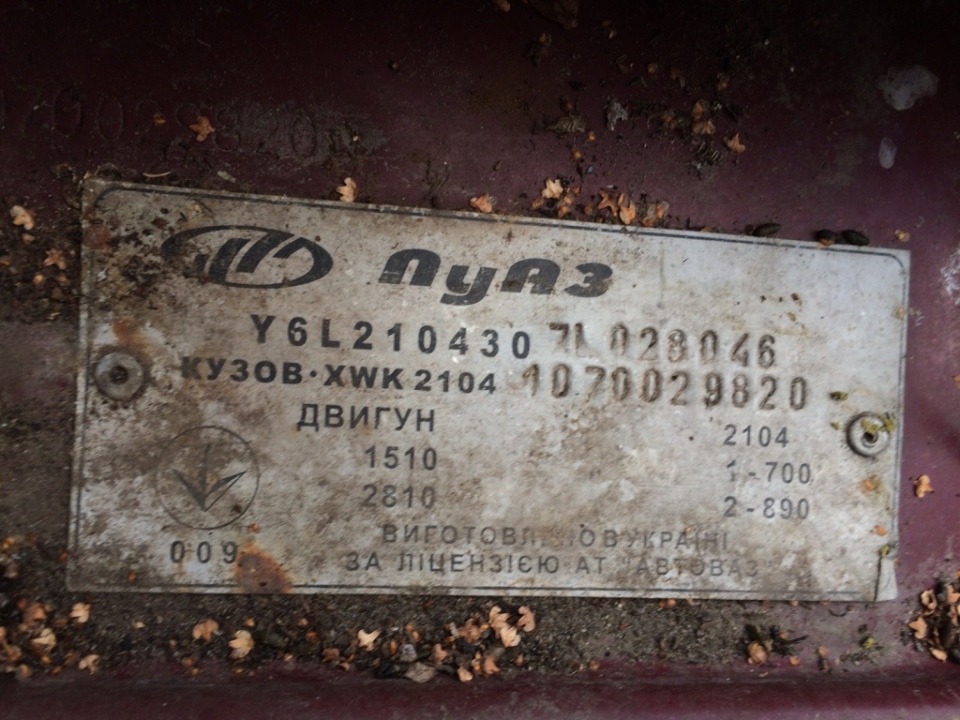 ЛуАЗ
Y6L210430 7L028046
КУЗОВ·XWK 2104 1070029820
ДВИГУН 2104
1510 1-700
2810 2-890
009
ВИГОТОВЛЕНО В УКРАЇНІ
ЗА ЛІЦЕНЗІЄЮ АТ "АВТОВАЗ"